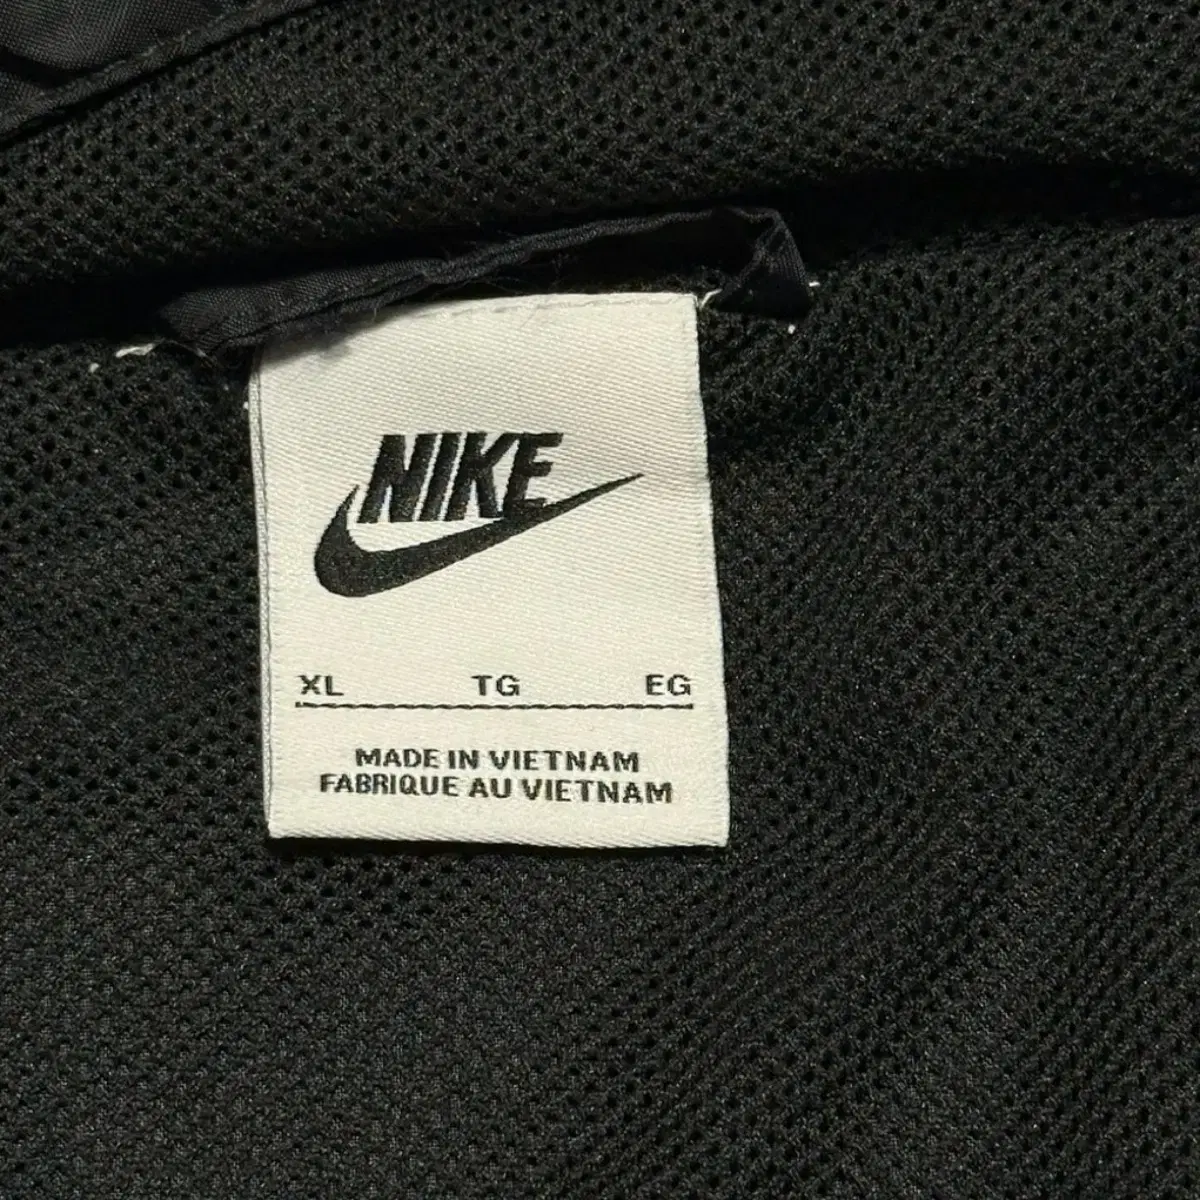 NIKE
XL TG EG
MADE IN VIETNAM
FABRIQUE AU VIETNAM